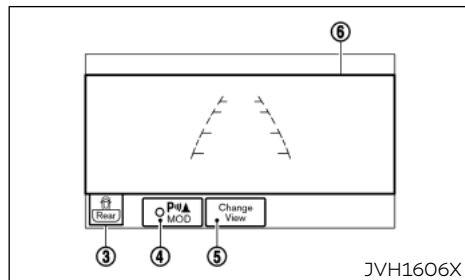 ⑥
Rear
P MOD
Change
View
③ ④ ⑤
JVH1606X